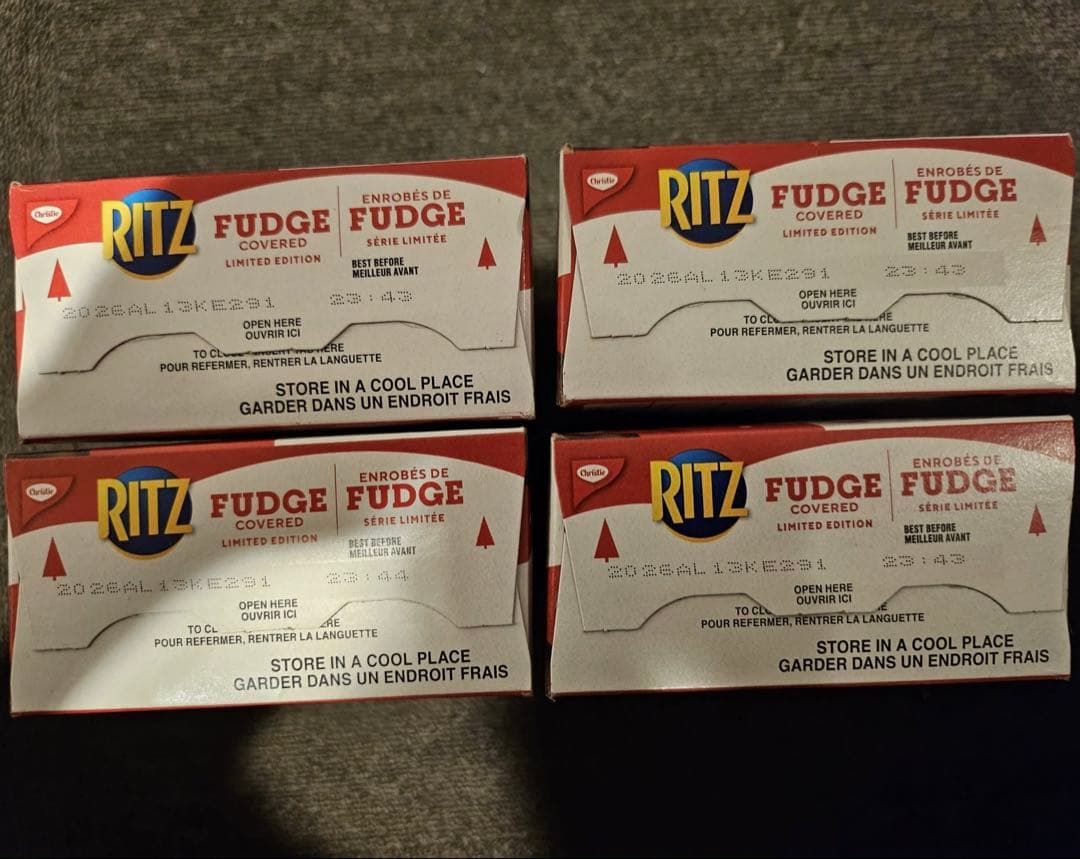 Christie
RITZ
FUDGE
COVERED
LIMITED EDITION
ENROBÉS DE
FUDGE
SÉRIE LIMITÉE
BEST BEFORE
MEILLEUR AVANT
2026AL13KE291 23:43
OPEN HERE
OUVRIR ICI
TO HERE
POUR REFERMER, RENTRER LA LANGUETTE
STORE IN A COOL PLACE
GARDER DANS UN ENDROIT FRAIS
Christie
RITZ
FUDGE
COVERED
LIMITED EDITION
ENROBÉS DE
FUDGE
SÉRIE LIMITÉE
BEST BEFORE
MEILLEUR AVANT
2026AL13KE291 23:43
OPEN HERE
OUVRIR ICI
TO
POUR REFERMER, RENTRER LA LANGUETTE
STORE IN A COOL PLACE
GARDER DANS UN ENDROIT FRAIS
Christie
RITZ
FUDGE
COVERED
LIMITED EDITION
ENROBÉS DE
FUDGE
SÉRIE LIMITÉE
BEST BEFORE
MEILLEUR AVANT
2026AL13KE291 23:44
OPEN HERE
OUVRIR ICI
TO
POUR REFERMER, RENTRER LA LANGUETTE
STORE IN A COOL PLACE
GARDER DANS UN ENDROIT FRAIS
Christie
RITZ
FUDGE
COVERED
LIMITED EDITION
ENROBÉS DE
FUDGE
SÉRIE LIMITÉE
BEST BEFORE
MEILLEUR AVANT
2026AL13KE291 23:43
OPEN HERE
OUVRIR ICI
TO
POUR REFERMER, RENTRER LA LANGUETTE
STORE IN A COOL PLACE
GARDER DANS UN ENDROIT FRAIS